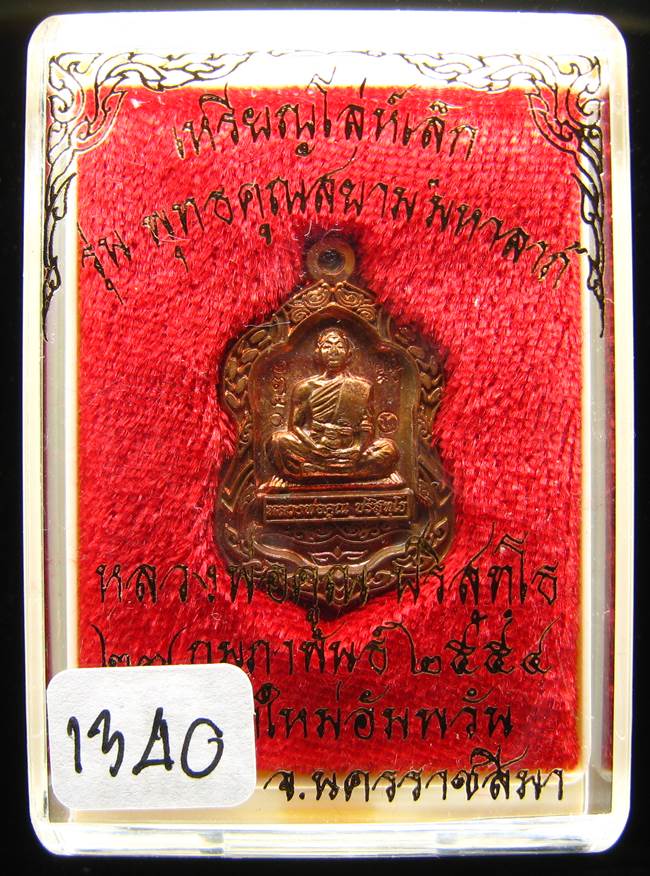 เหรียญโล่ห์เล็ก
รุ่น พุทธคุณสยามมหาลาภ
หลวงพ่อคูณ ปริสุทโธ
หลวงพ่อคูณ ปริสุทฺโธ
๒๗ กุมภาพันธ์ ๒๕๕๔
ใหม่อัมพวัน
จ.นครราชสีมา